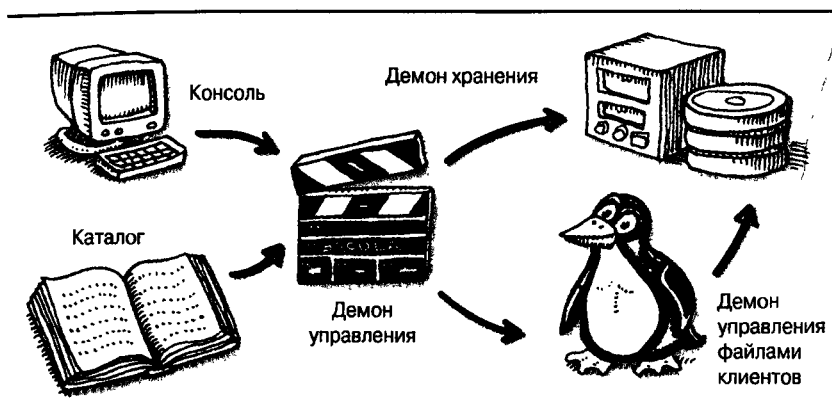 Консоль
Демон хранения
Каталог
Демон
управления
Демон
управления
файлами
клиентов